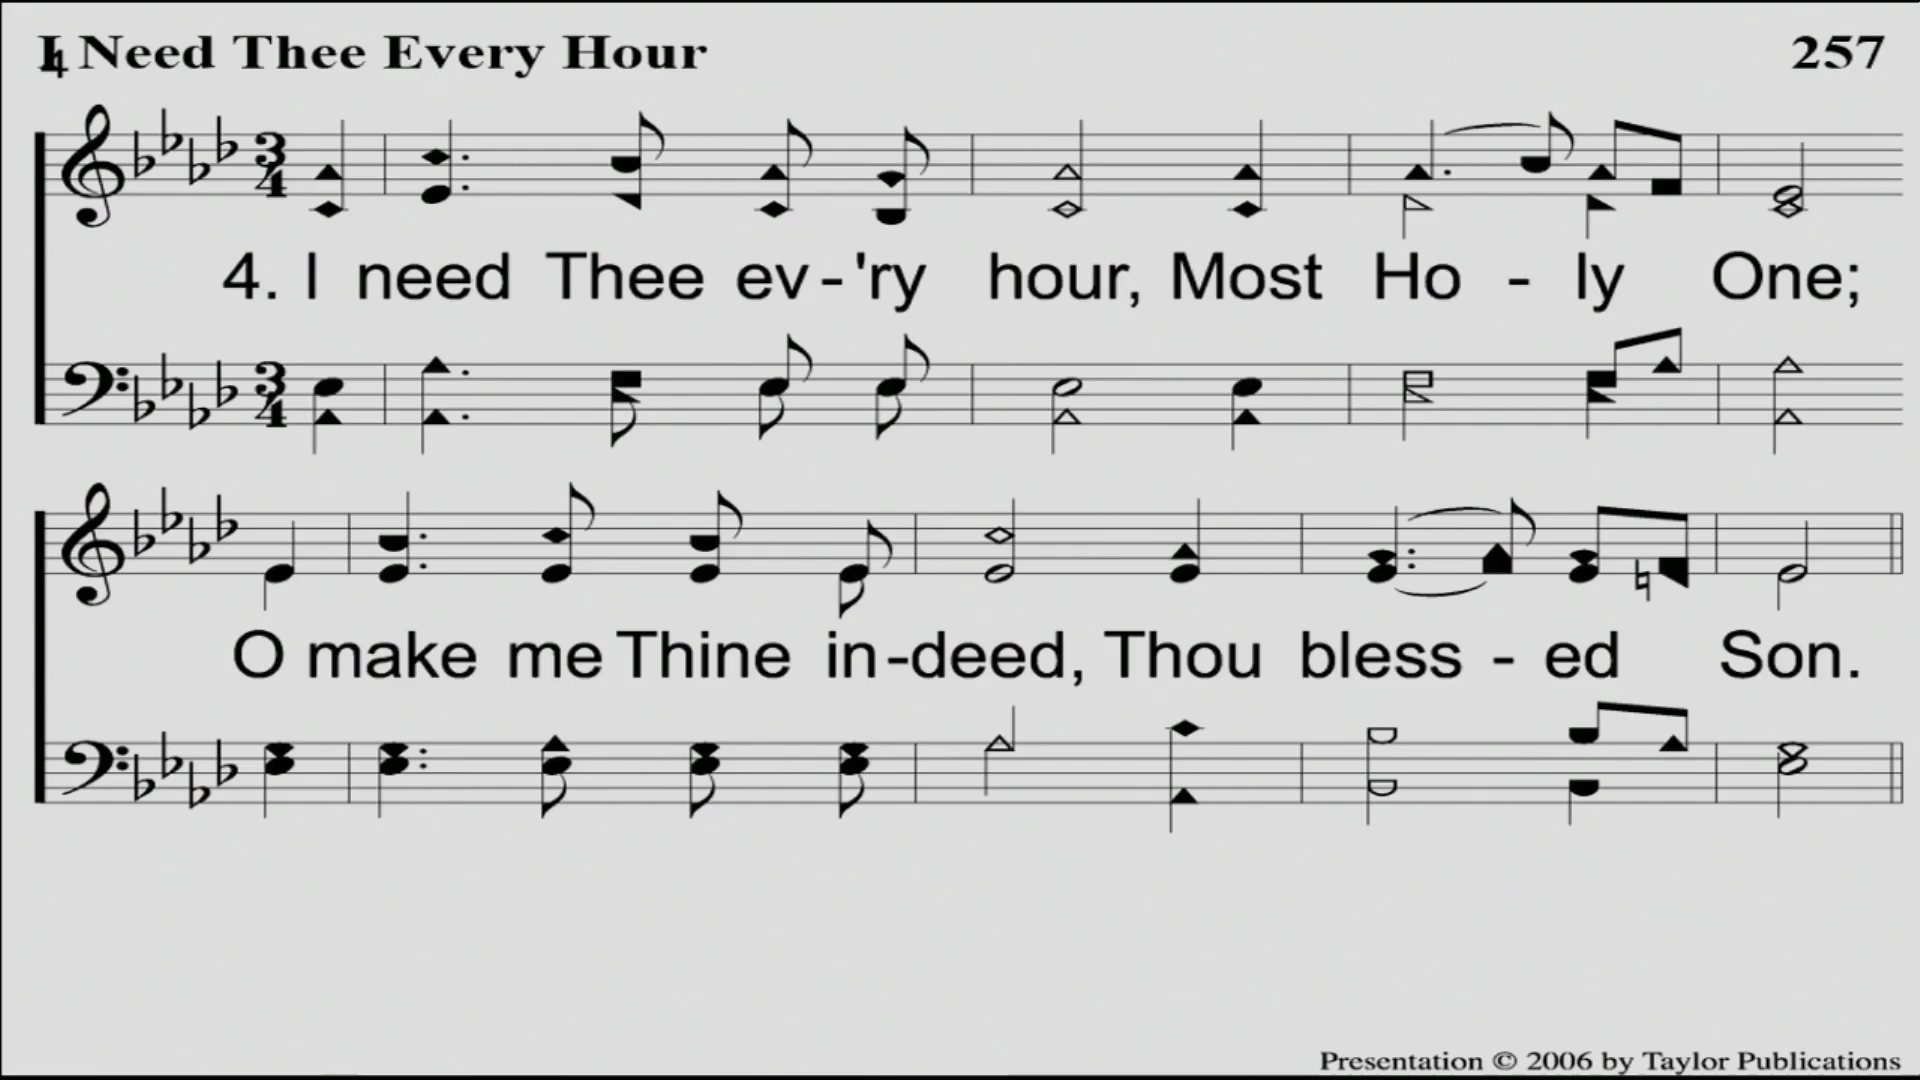 I Need Thee Every Hour 257
4
4. I need Thee ev-'ry hour, Most Ho - ly One;
O make me Thine in-deed, Thou bless - ed Son.
Presentation © 2006 by Taylor Publications